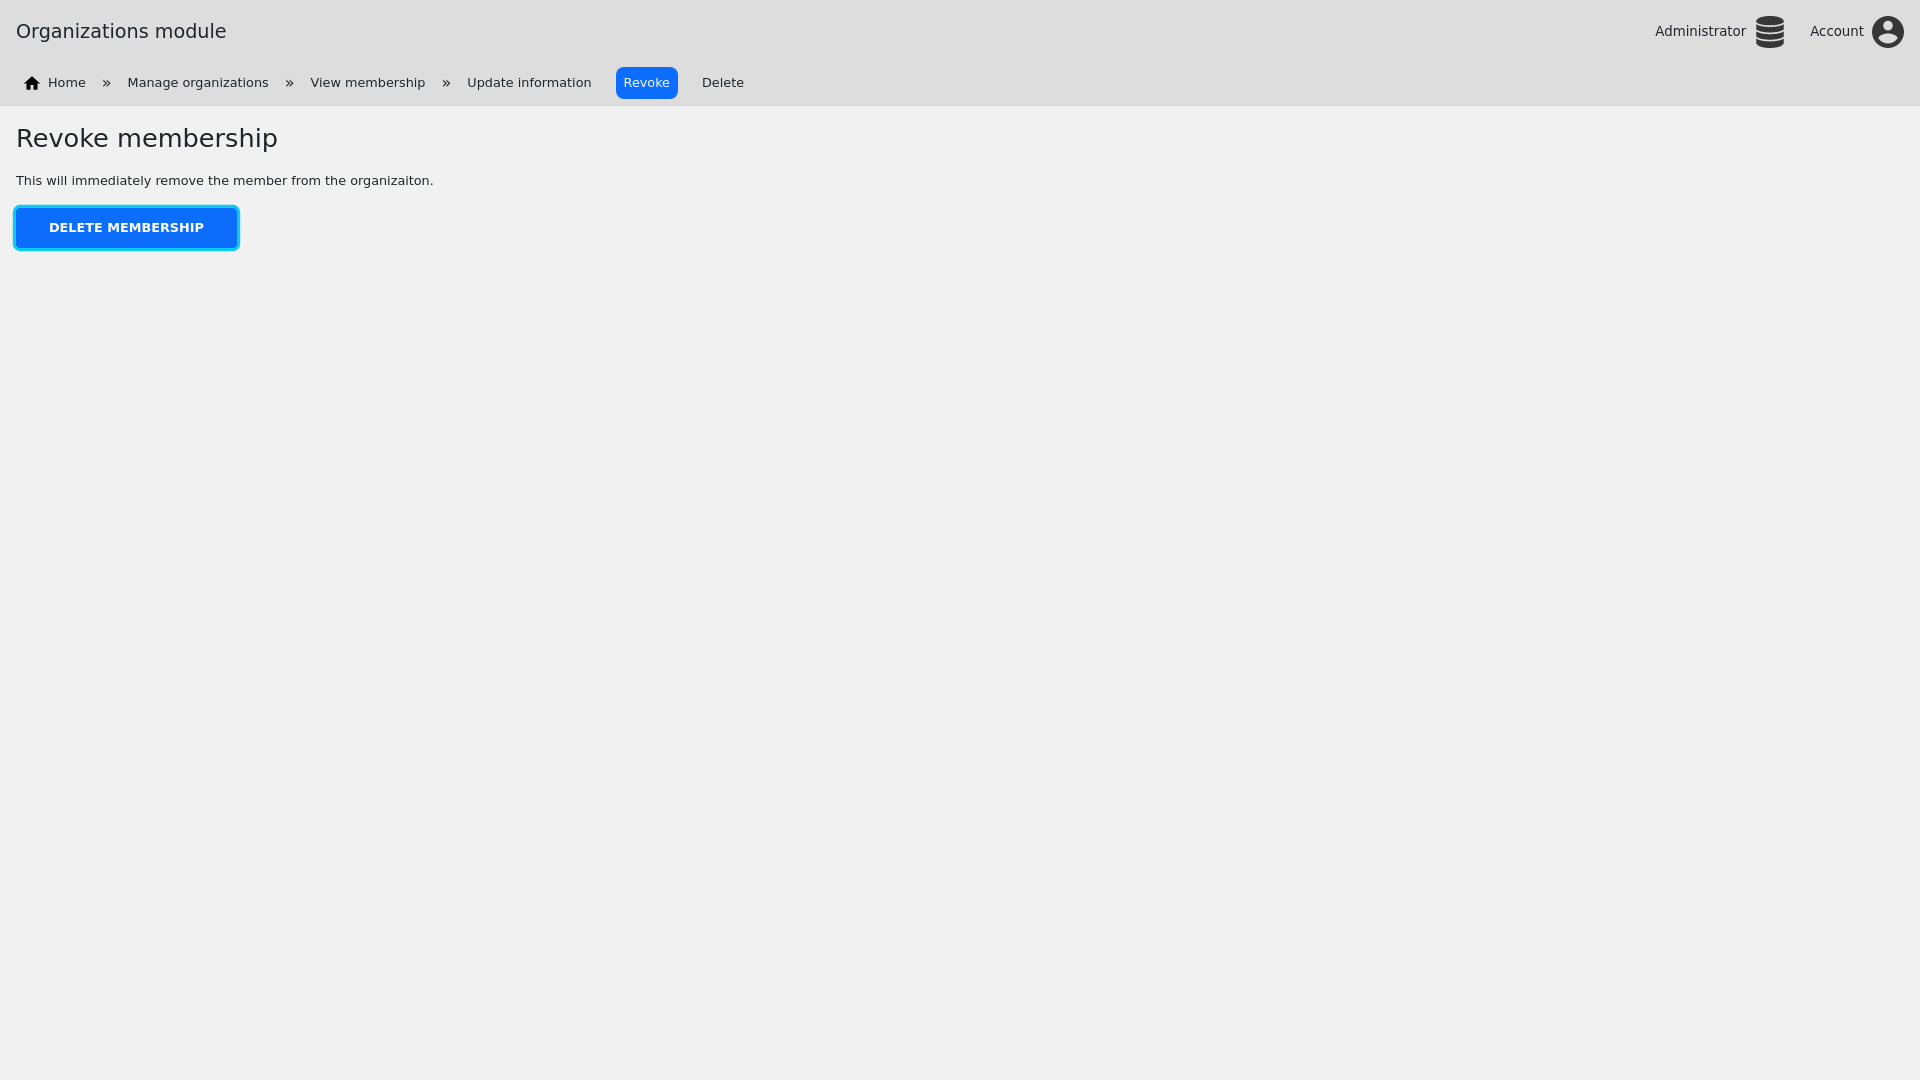 Organizations module
Administrator
Account
Home » Manage organizations » View membership » Update information Revoke Delete
Revoke membership
This will immediately remove the member from the organizaiton.
DELETE MEMBERSHIP